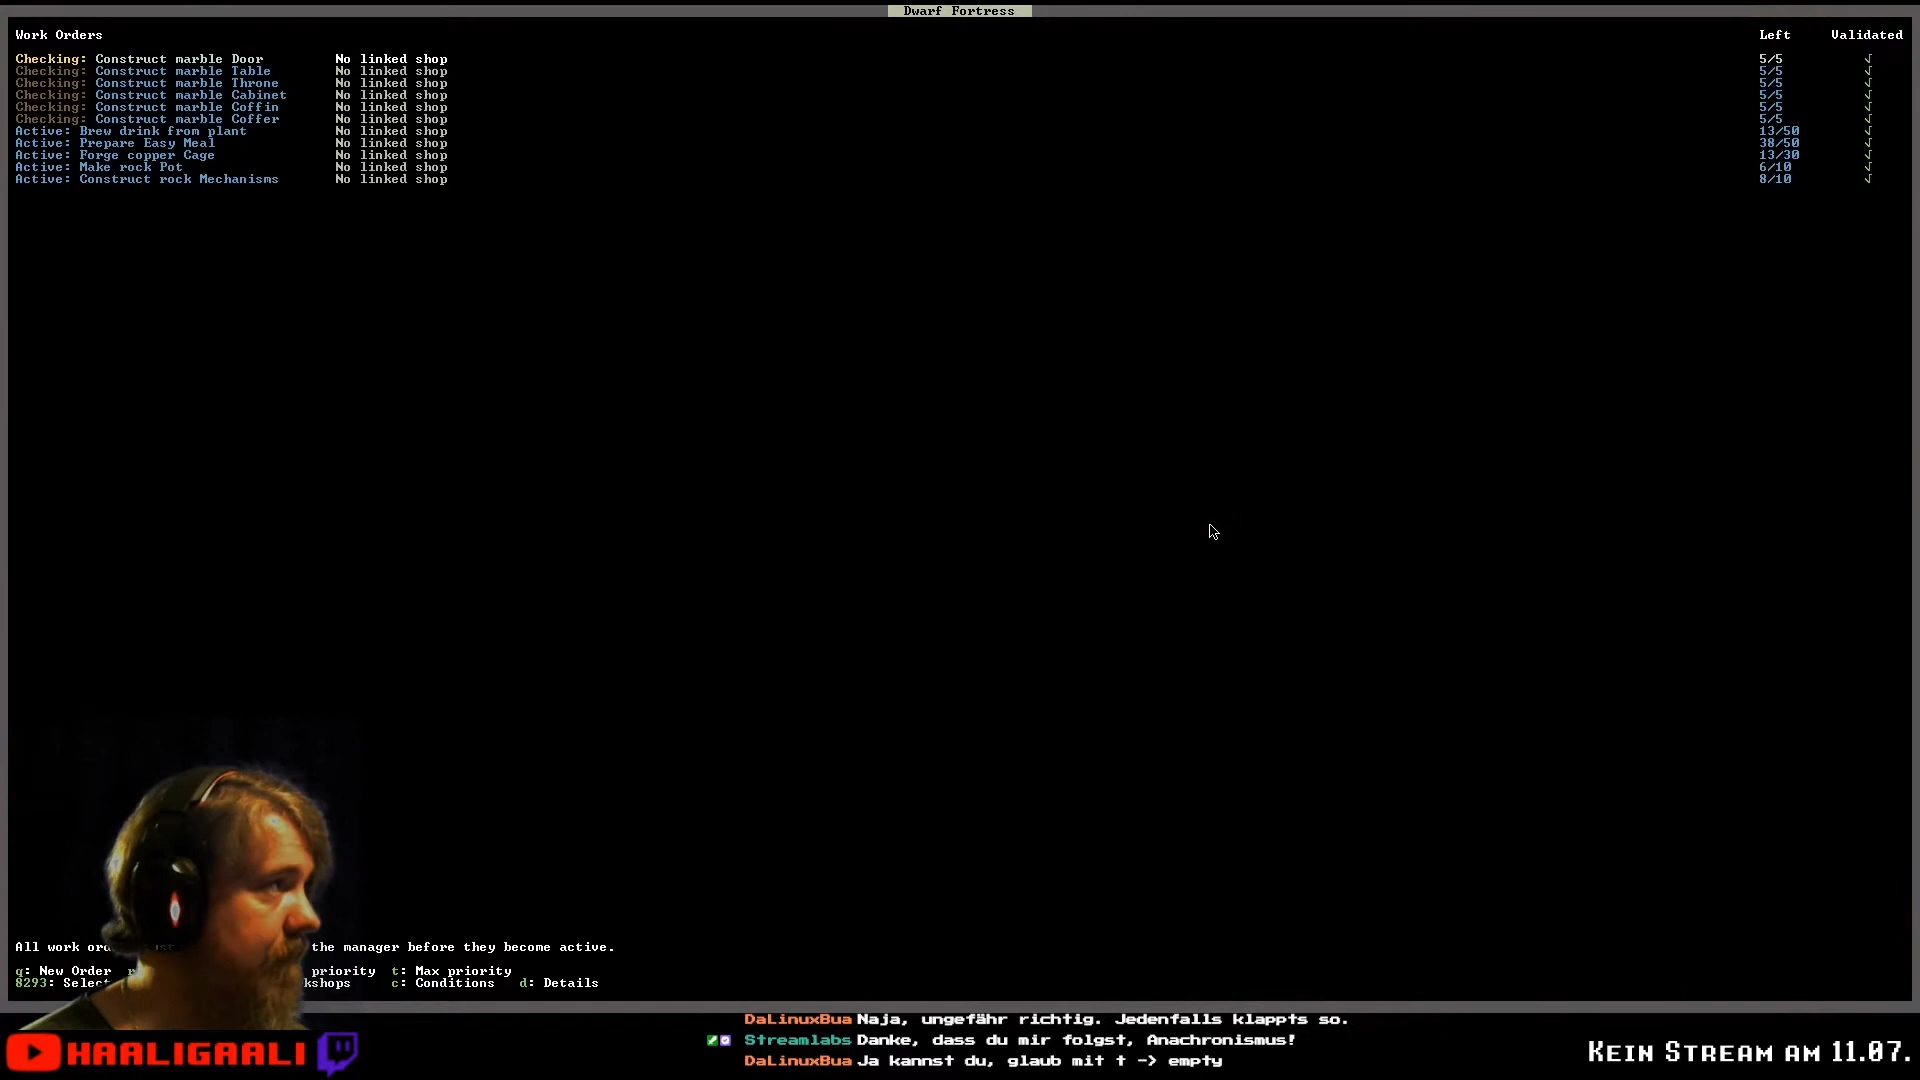 Dwarf Fortress
Work Orders Left Validated
Checking: Construct marble Door No linked shop 5/5 √
Checking: Construct marble Table No linked shop 5/5 √
Checking: Construct marble Throne No linked shop 5/5 √
Checking: Construct marble Cabinet No linked shop 5/5 √
Checking: Construct marble Coffin No linked shop 5/5 √
Checking: Construct marble Coffer No linked shop 5/5 √
Active: Brew drink from plant No linked shop 13/50 √
Active: Prepare Easy Meal No linked shop 38/50 √
Active: Forge copper Cage No linked shop 13/30 √
Active: Make rock Pot No linked shop 6/10 √
Active: Construct rock Mechanisms No linked shop 8/10 √
All work the manager before they become active.
q: New Order priority t: Max priority
8293: Select c: Conditions d: Details
DaLinuxBua Naja, ungefähr richtig. Jedenfalls klappts so.
Streamlabs Danke, dass du mir folgst, Anachronismus!
DaLinuxBua Ja kannst du, glaub mit t -> empty
HAALIGAALI
Kein Stream am 11.07.